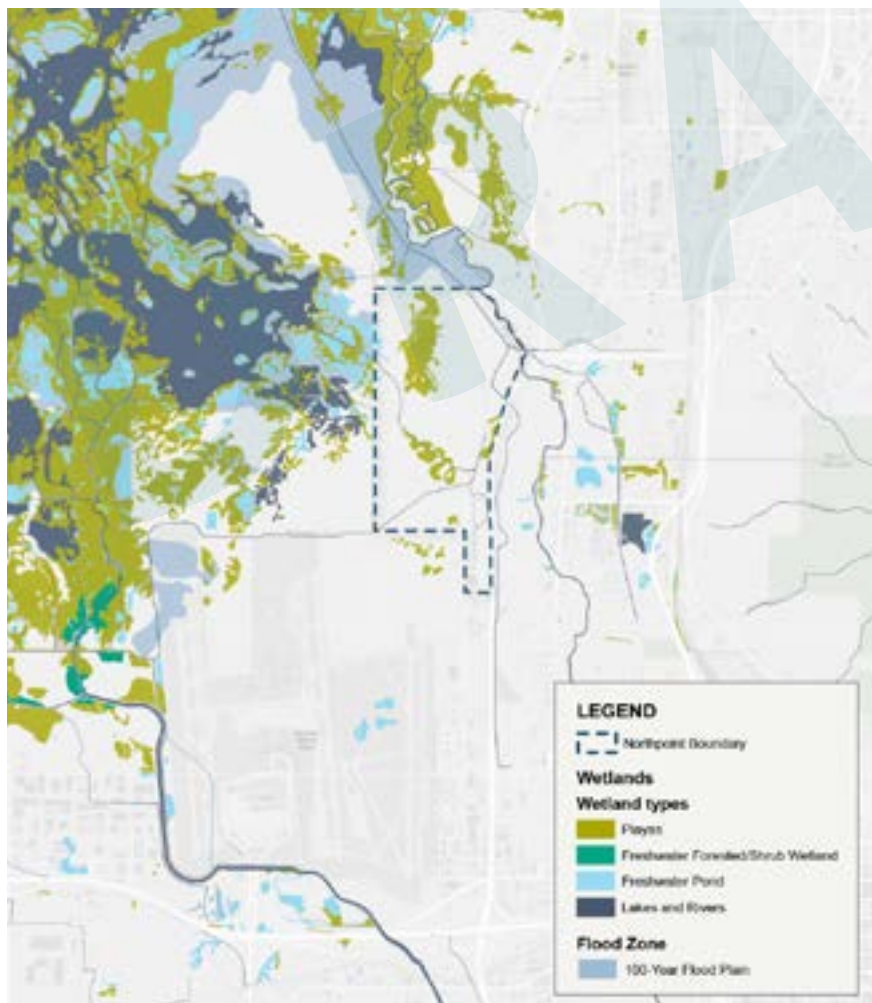 RA
LEGEND
Northpoint Boundary
Wetlands
Wetland types
Playas
Freshwater Forested/Shrub Wetland
Freshwater Pond
Lakes and Rivers
Flood Zone
100-Year Flood Plain